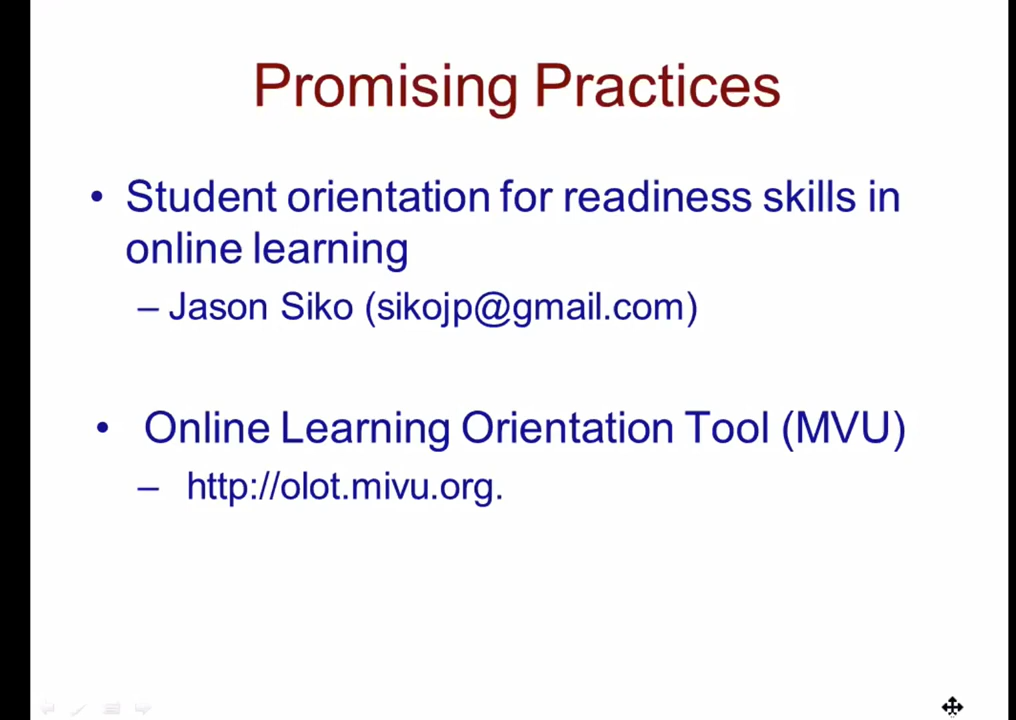 Promising Practices
• Student orientation for readiness skills in
online learning
– Jason Siko (sikojp@gmail.com)
• Online Learning Orientation Tool (MVU)
– http://olot.mivu.org.